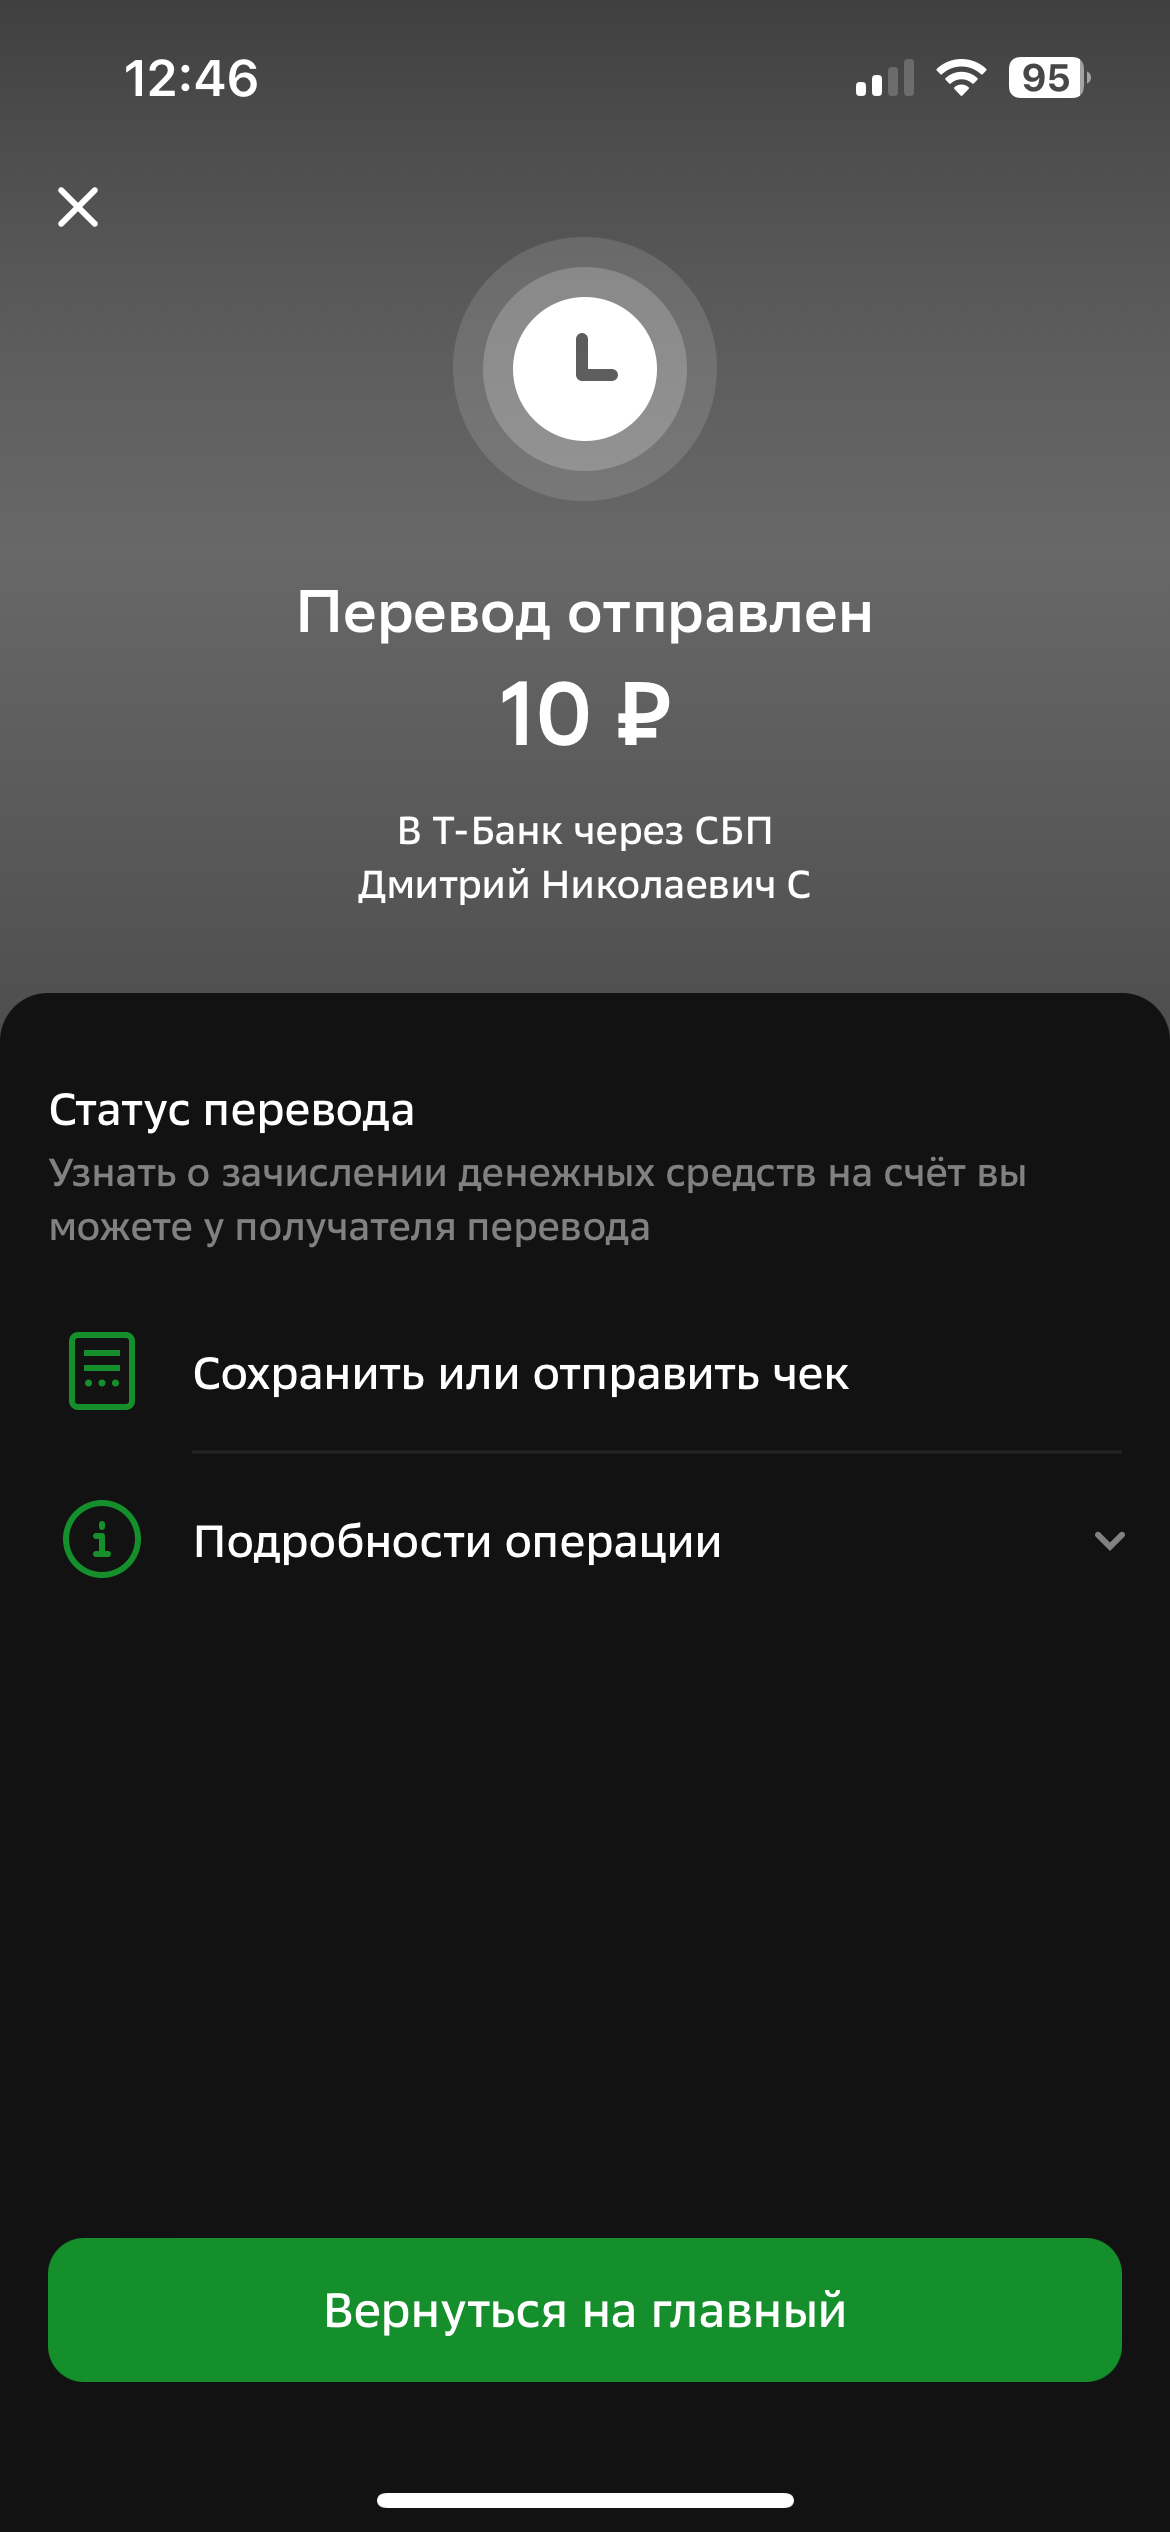 12:46
95
Перевод отправлен
10 ₽
В Т-Банк через СБП
Дмитрий Николаевич С
Статус перевода
Узнать о зачислении денежных средств на счёт вы
можете у получателя перевода
Сохранить или отправить чек
Подробности операции
Вернуться на главный